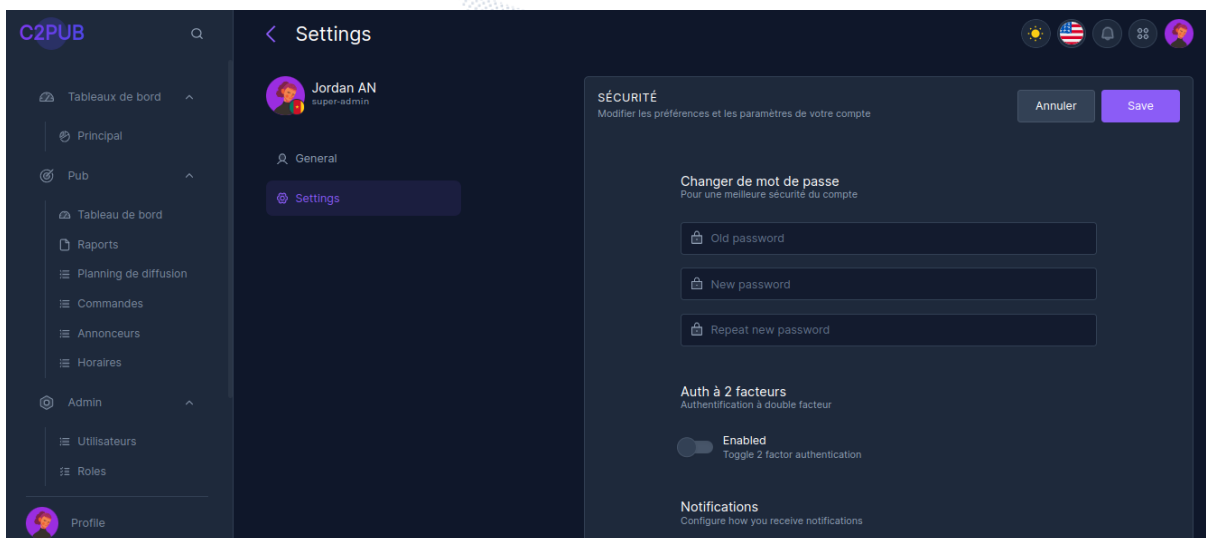 C2PUB
Settings
Tableaux de bord
Principal
Pub
Tableau de bord
Raports
Planning de diffusion
Commandes
Annonceurs
Horaires
Admin
Utilisateurs
Roles
Profile
Jordan AN
super-admin
General
Settings
SÉCURITÉ
Modifier les préférences et les paramètres de votre compte
Annuler
Save
Changer de mot de passe
Pour une meilleure sécurité du compte
Old password
New password
Repeat new password
Auth à 2 facteurs
Authentification à double facteur
Enabled
Toggle 2 factor authentication
Notifications
Configure how you receive notifications